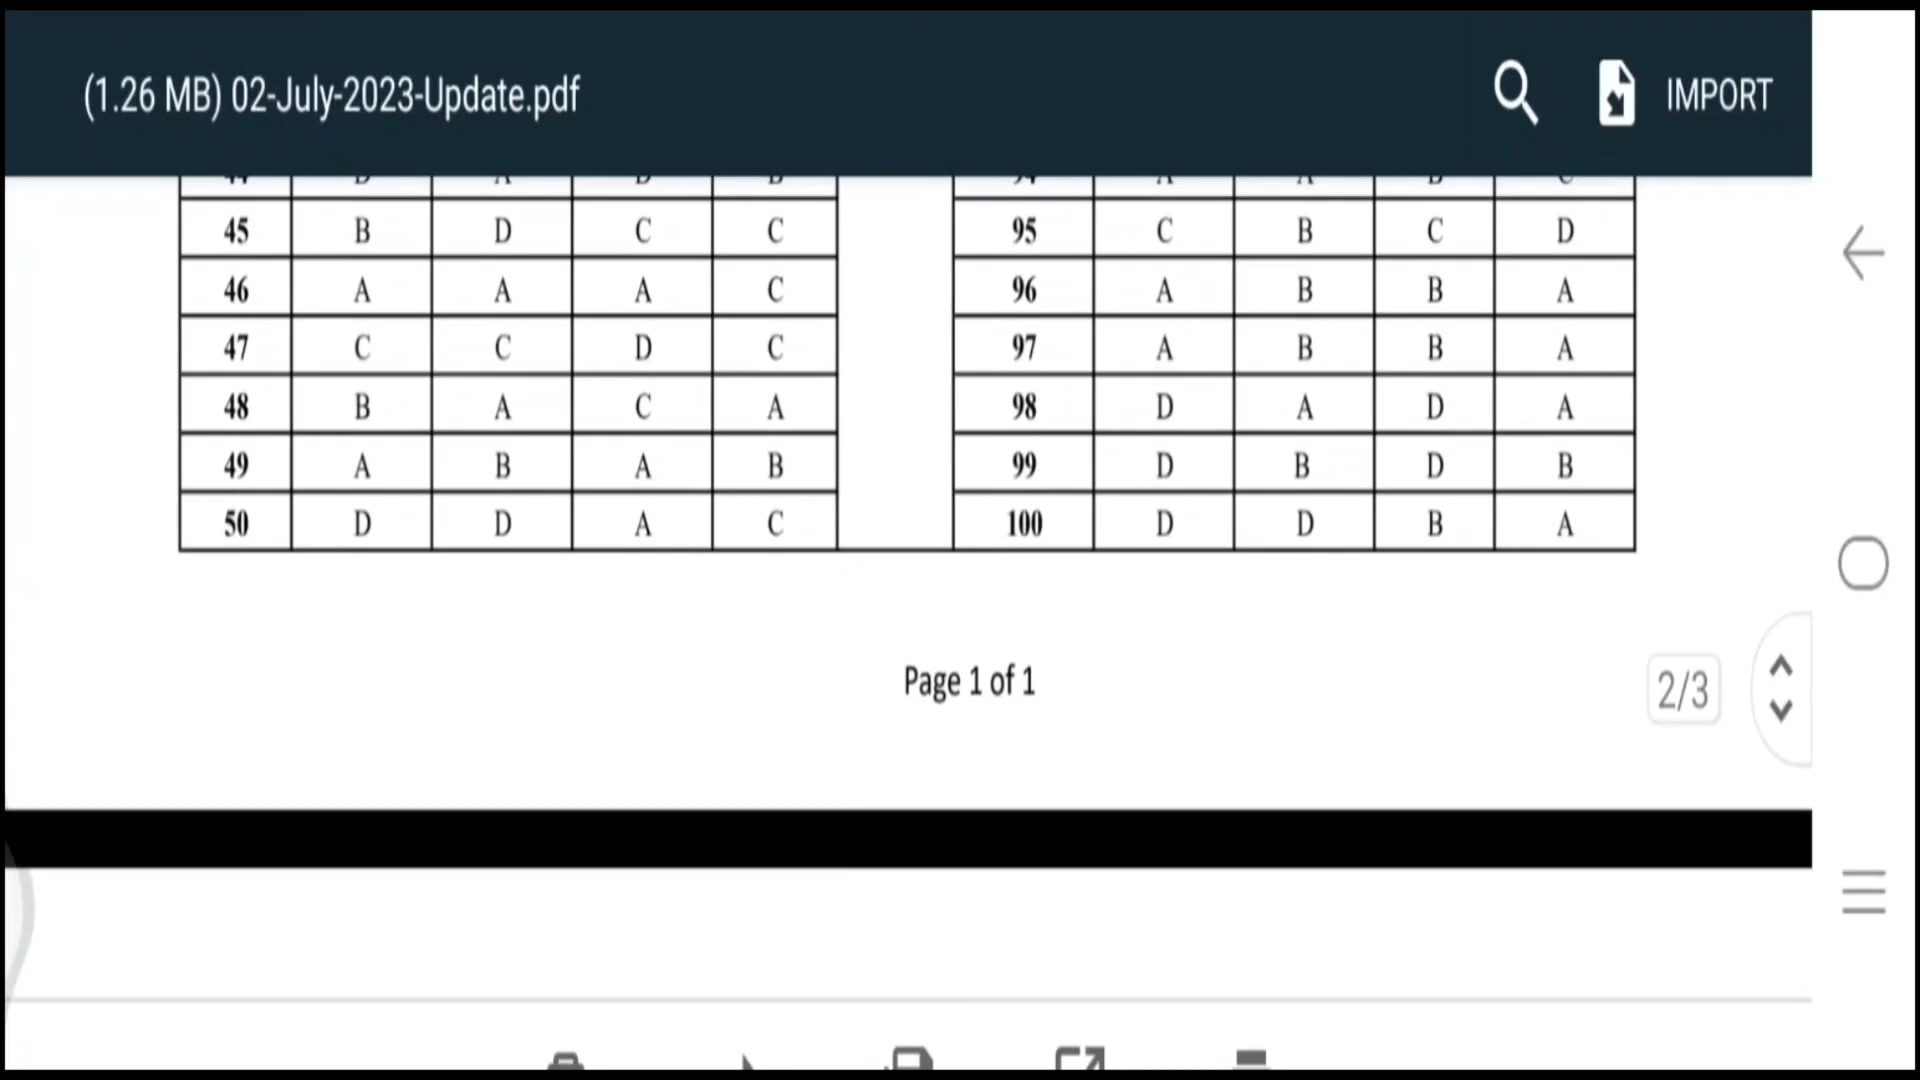 (1.26 MB) 02-July-2023-Update.pdf IMPORT
45 B D C C 95 C B C D
46 A A A C 96 A B B A
47 C C D C 97 A B B A
48 B A C A 98 D A D A
49 A B A B 99 D B D B
50 D D A C 100 D D B A
Page 1 of 1
2/3